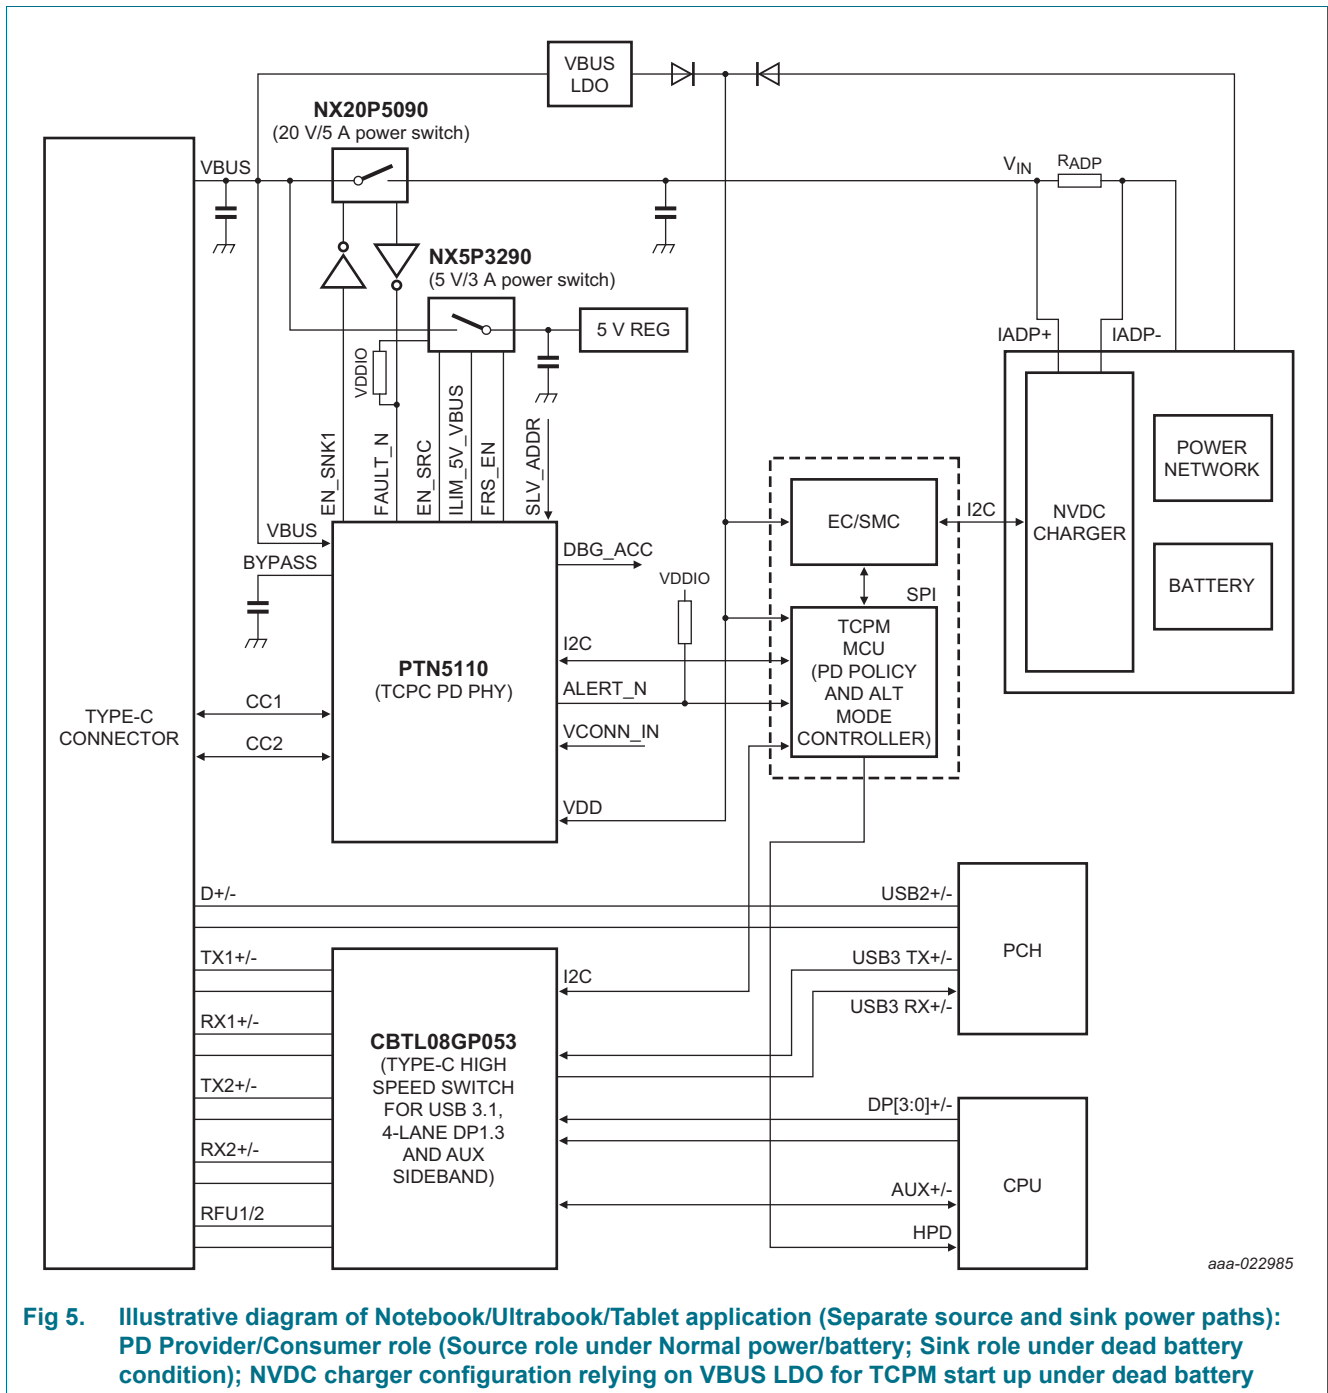 VBUS
LDO
NX20P5090
(20 V/5 A power switch)
VBUS
VIN
RADP
NX5P3290
(5 V/3 A power switch)
5 V REG
IADP+
IADP-
VDDIO
EN_SNK1
FAULT_N
EN_SRC
ILIM_5V_VBUS
FRS_EN
SLV_ADDR
VBUS
BYPASS
DBG_ACC
VDDIO
EC/SMC
I2C
NVDC
CHARGER
POWER
NETWORK
BATTERY
SPI
TCPM
MCU
(PD POLICY
AND ALT
MODE
CONTROLLER)
PTN5110
(TCPC PD PHY)
I2C
ALERT_N
VCONN_IN
VDD
CC1
CC2
TYPE-C
CONNECTOR
D+/-
USB2+/-
TX1+/-
I2C
USB3 TX+/-
PCH
RX1+/-
USB3 RX+/-
CBTL08GP053
(TYPE-C HIGH
SPEED SWITCH
FOR USB 3.1,
4-LANE DP1.3
AND AUX
SIDEBAND)
TX2+/-
DP[3:0]+/-
RX2+/-
AUX+/-
CPU
RFU1/2
HPD
aaa-022985
Fig 5. Illustrative diagram of Notebook/Ultrabook/Tablet application (Separate source and sink power paths):
PD Provider/Consumer role (Source role under Normal power/battery; Sink role under dead battery
condition); NVDC charger configuration relying on VBUS LDO for TCPM start up under dead battery